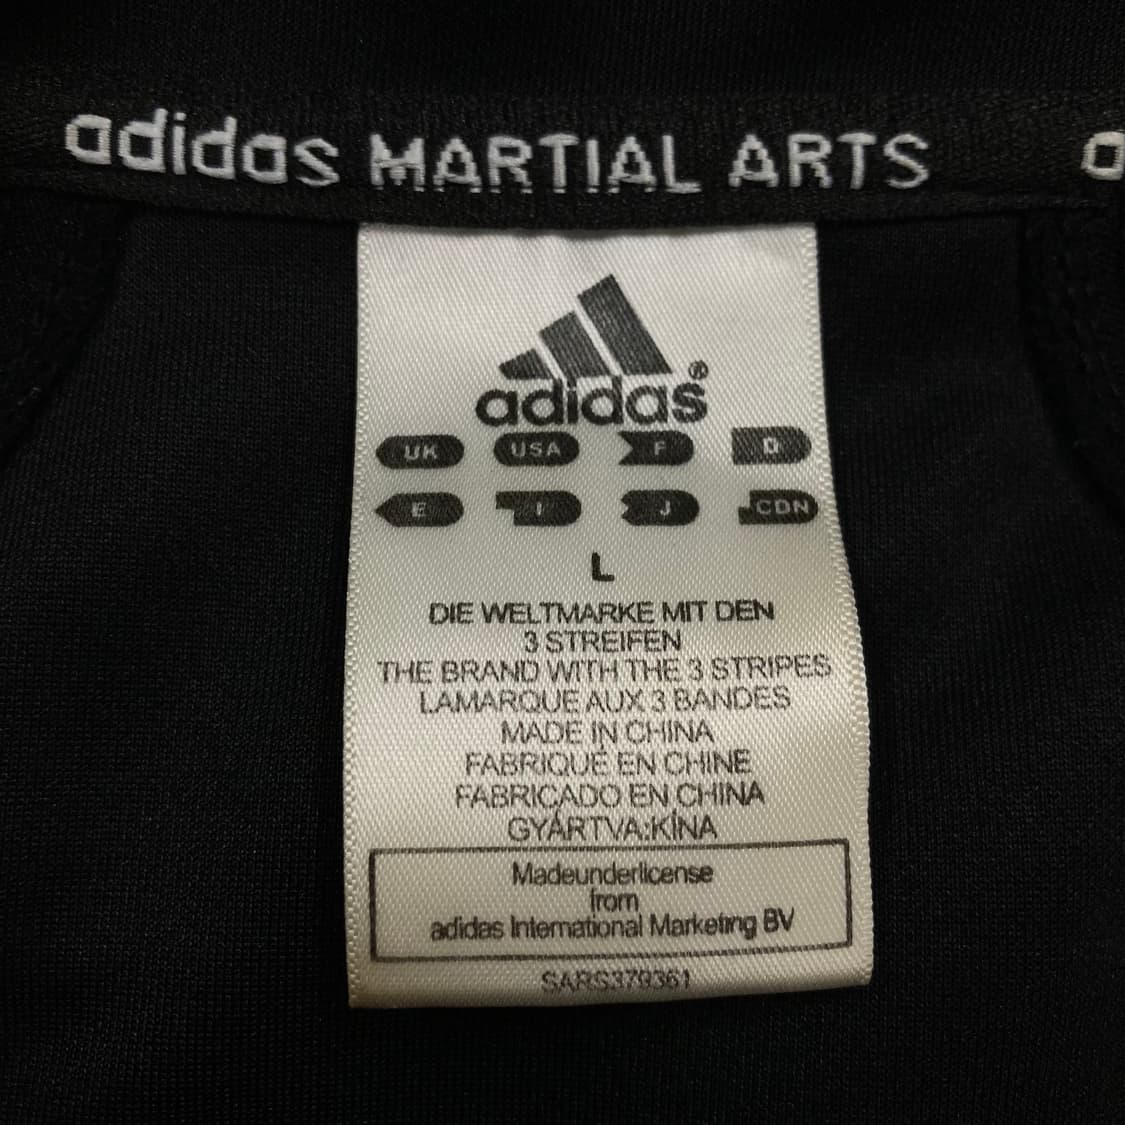 adidas MARTIAL ARTS a
adidas®
UK USA F D
E I J CDN
L
DIE WELTMARKE MIT DEN
3 STREIFEN
THE BRAND WITH THE 3 STRIPES
LAMARQUE AUX 3 BANDES
MADE IN CHINA
FABRIQUÉ EN CHINE
FABRICADO EN CHINA
GYÁRTVA:KÍNA
Madeunderlicense
from
adidas International Marketing BV
SARS379361